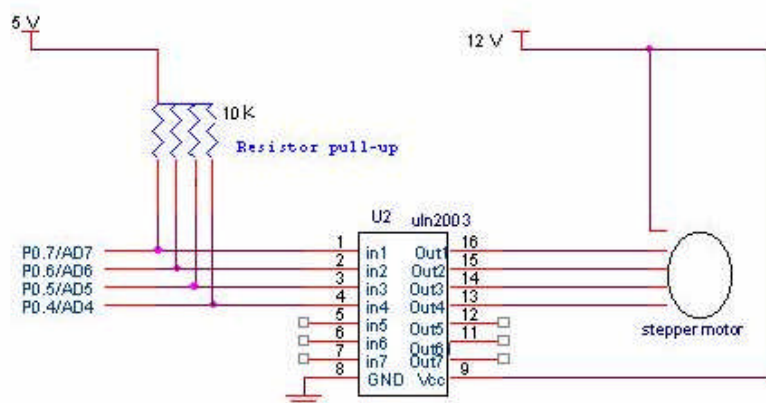 5 V
12 V
10K
Resistor pull-up
U2 uln2003
P0.7/AD7 1 in1 Out1 16
P0.6/AD6 2 in2 Out2 15
P0.5/AD5 3 in3 Out3 14
P0.4/AD4 4 in4 Out4 13
5 in5 Out5 12
6 in6 Out6 11
7 in7 Out7
8 GND Vcc 9
stepper motor